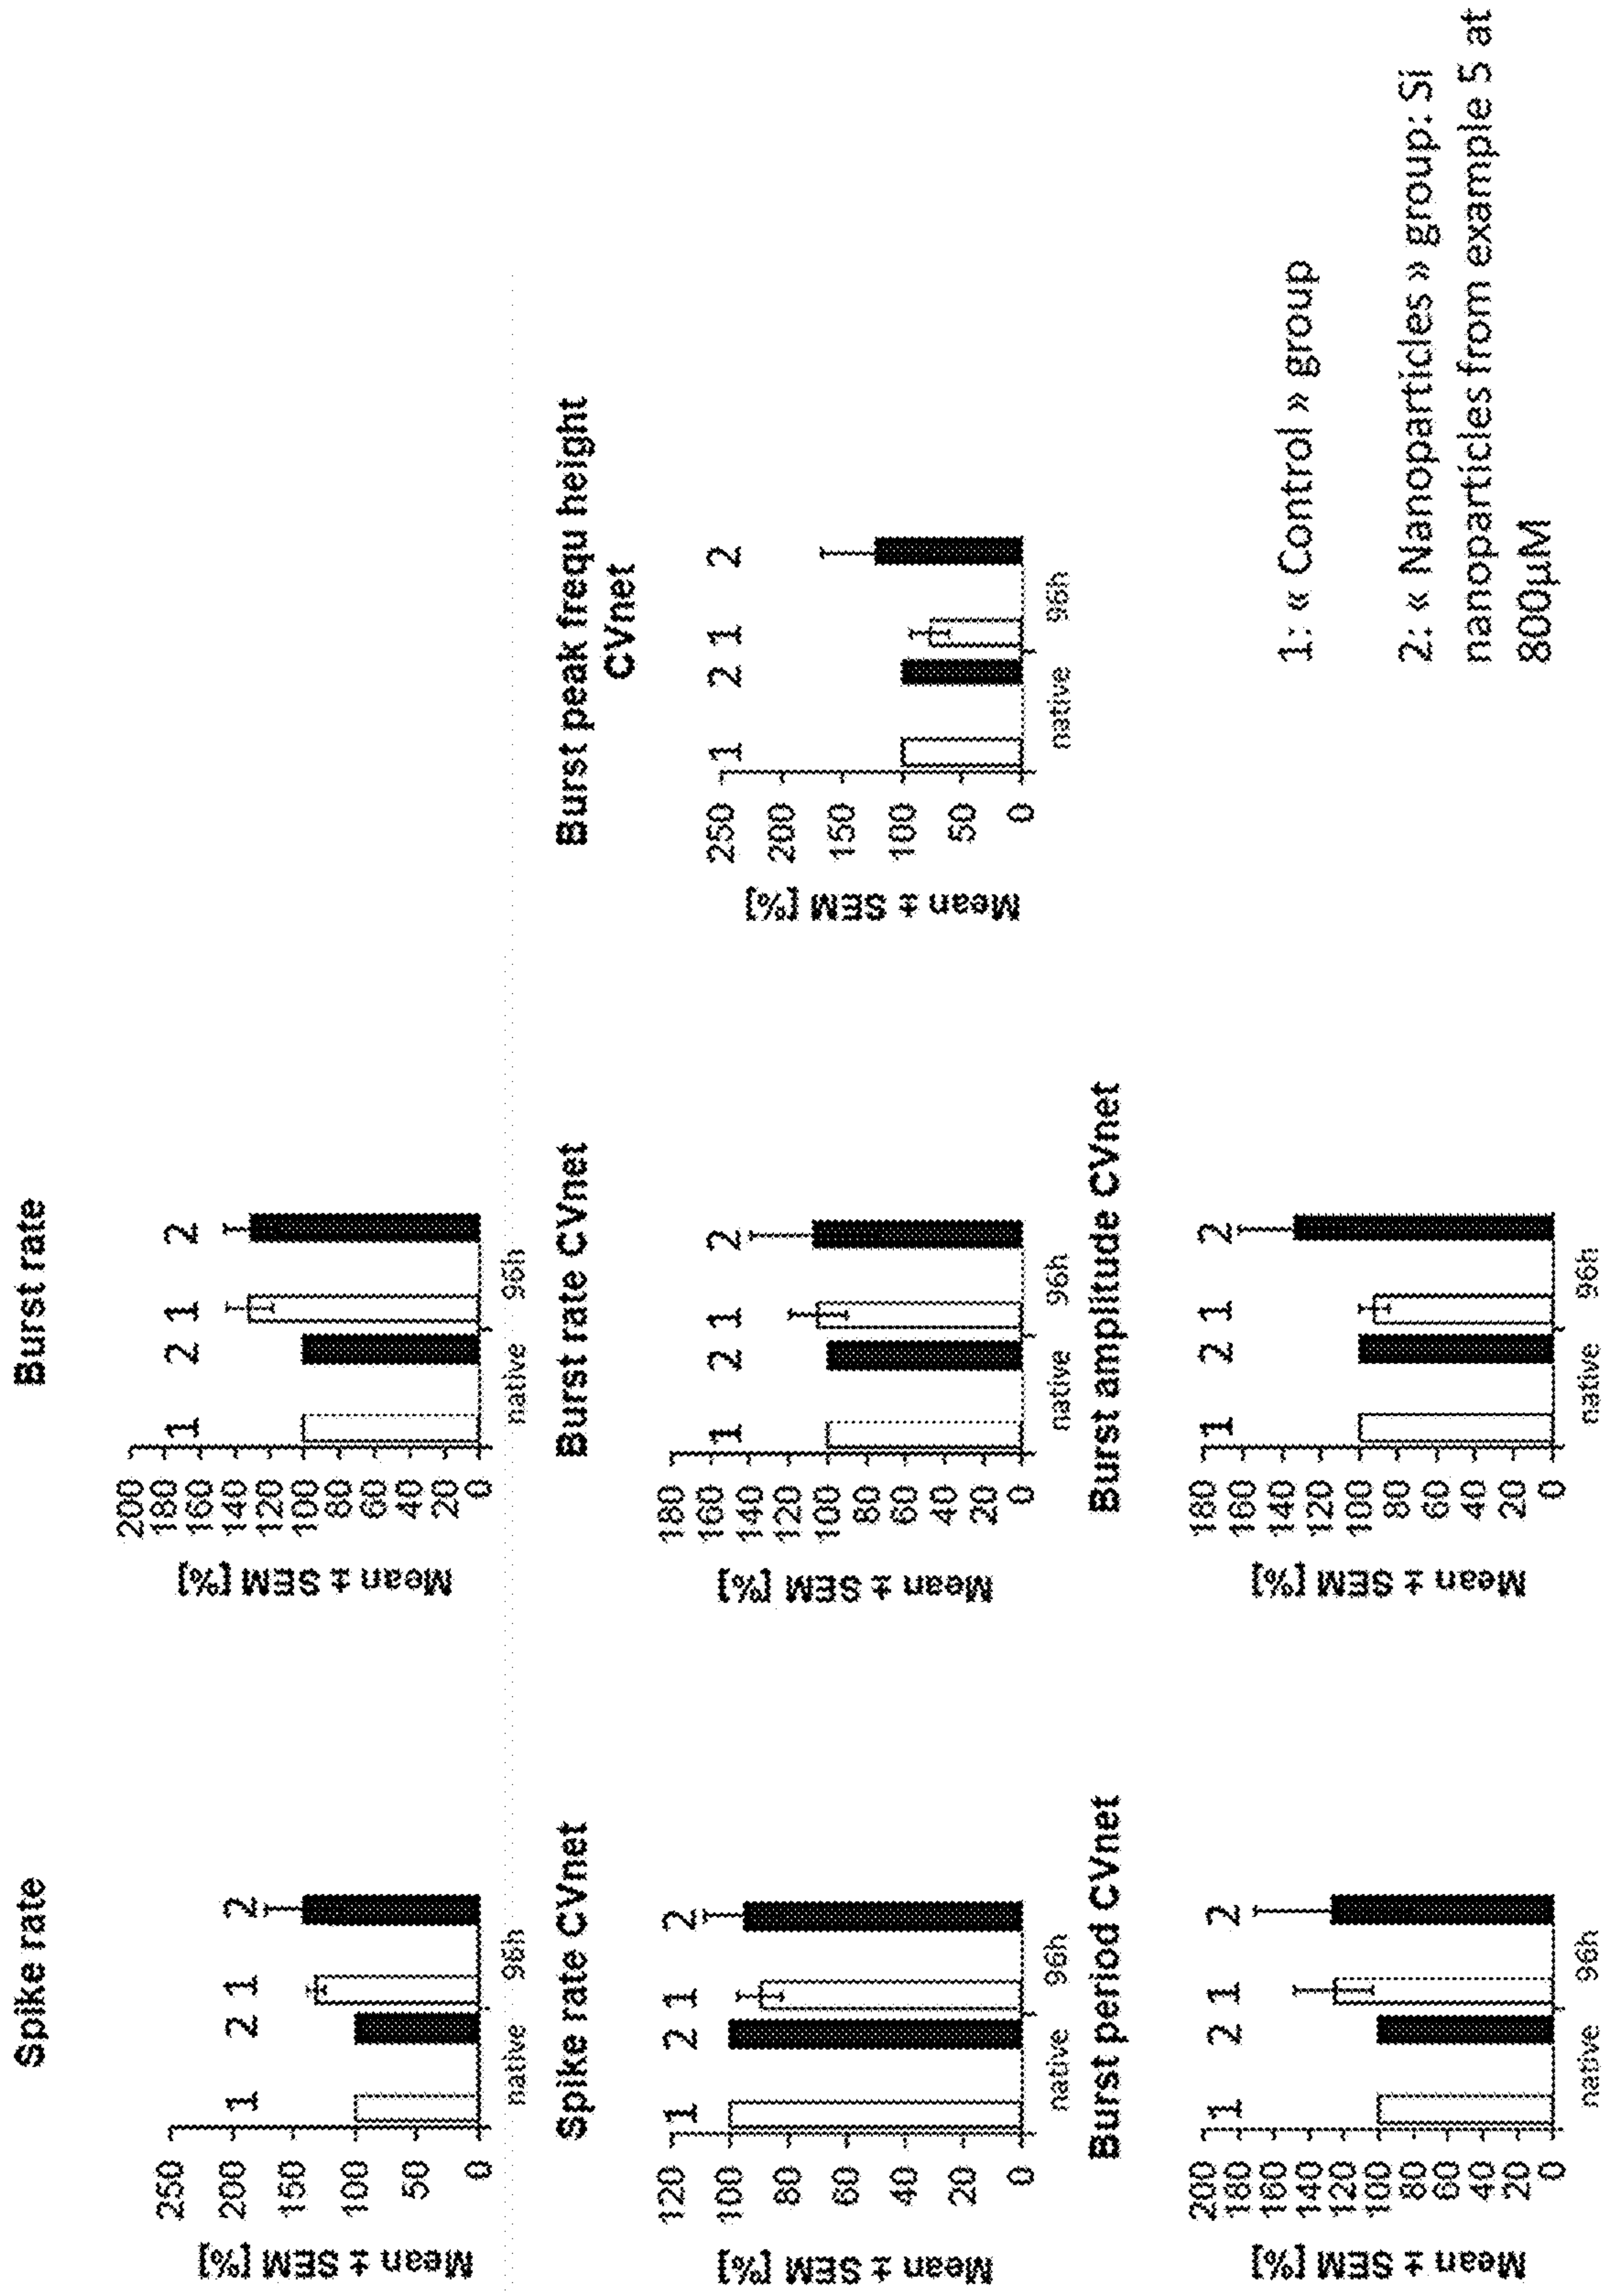 Spike rate
Mean ± SEM [%]
250
200
150
100
50
0
1
2
1
2
native
96h
Burst rate
Mean ± SEM [%]
200
180
160
140
120
100
80
60
40
20
0
1
2
1
2
native
96h
Spike rate CVnet
Mean ± SEM [%]
120
100
80
60
40
20
0
1
2
1
2
native
96h
Burst rate CVnet
Mean ± SEM [%]
180
160
140
120
100
80
60
40
20
0
1
2
1
2
native
96h
Burst peak frequ height
CVnet
Mean ± SEM [%]
250
200
150
100
50
0
1
2
1
2
native
96h
Burst period CVnet
Mean ± SEM [%]
200
180
160
140
120
100
80
60
40
20
0
1
2
1
2
native
96h
Burst amplitude CVnet
Mean ± SEM [%]
180
160
140
120
100
80
60
40
20
0
1
2
1
2
native
96h
1: « Control » group
2: « Nanoparticles » group: Si
nanoparticles from example 5 at
800µM